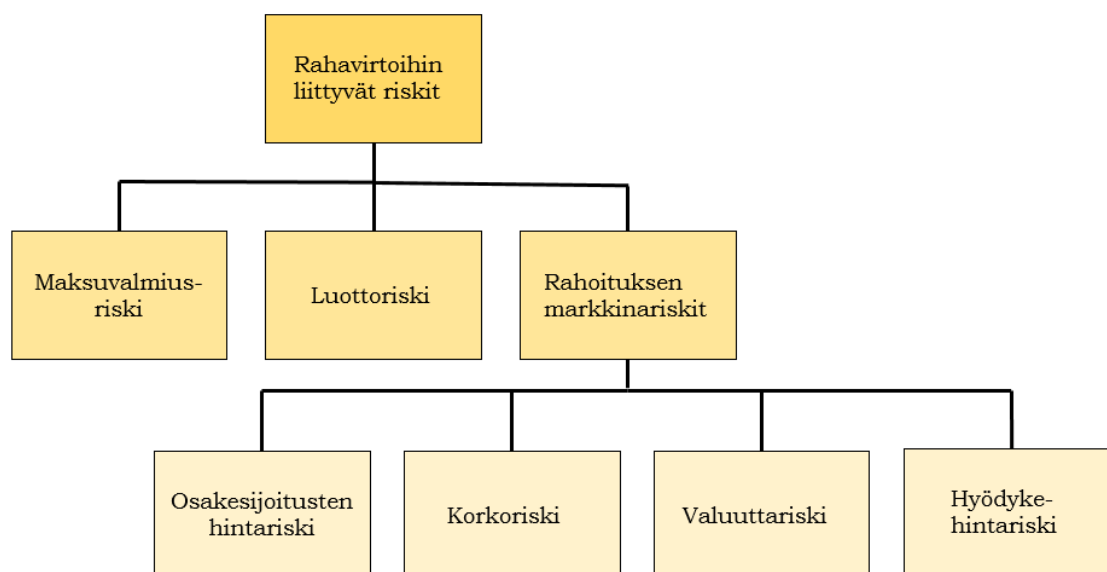 Rahavirtoihin
liittyvät riskit
Maksuvalmius-
riski
Luottoriski
Rahoituksen
markkinariskit
Osakesijoitusten
hintariski
Korkoriski
Valuuttariski
Hyödyke-
hintariski